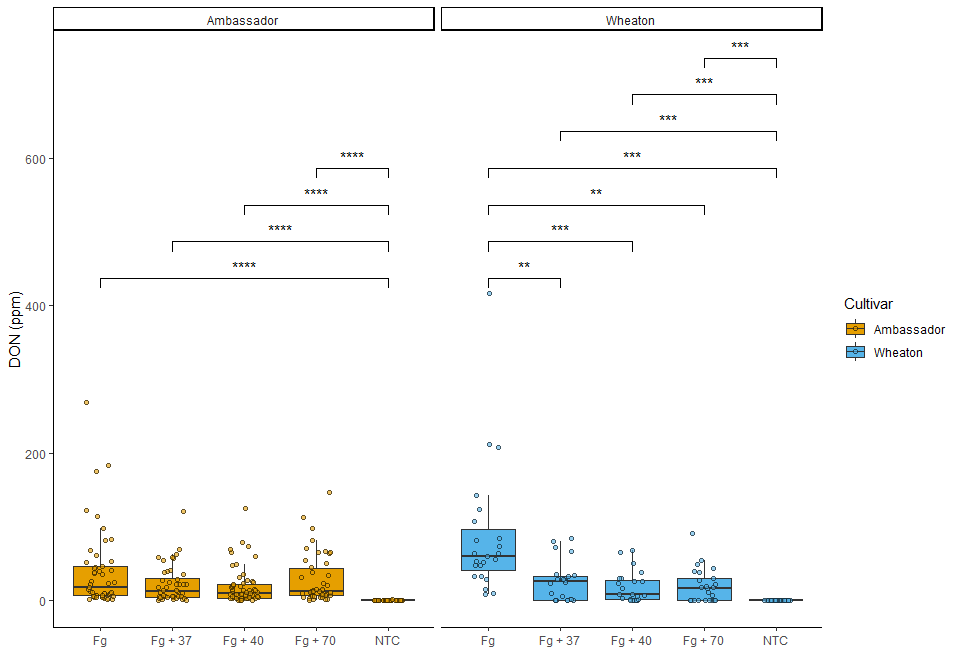 Ambassador Wheaton
***
***
***
600
**** ***
**** **
**** ***
**** **
400
DON (ppm)
200
0
Fg Fg + 37 Fg + 40 Fg + 70 NTC Fg Fg + 37 Fg + 40 Fg + 70 NTC
Cultivar
Ambassador
Wheaton